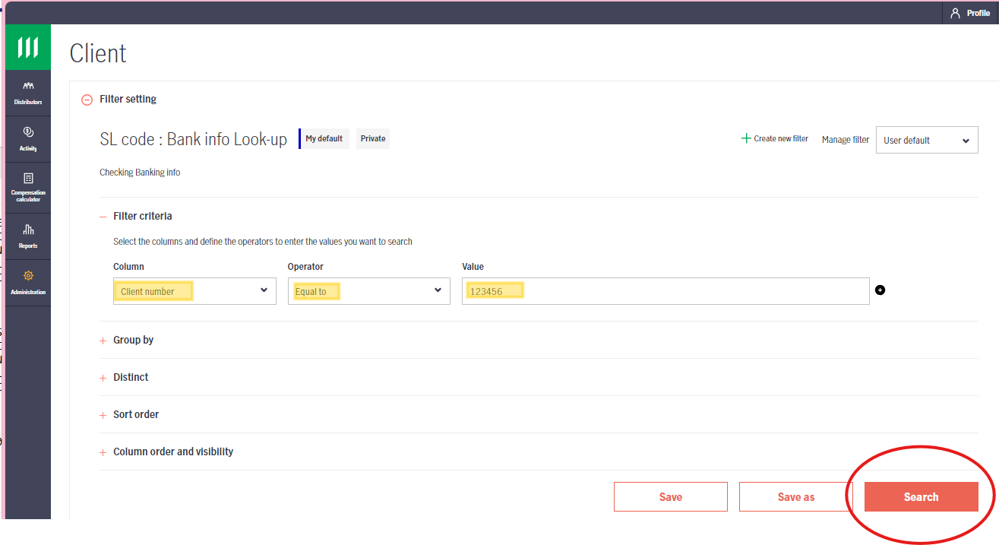 Profile
Client
Distributors
Activity
Compensation
calculator
Reports
Administration
Filter setting
SL code : Bank info Look-up My default Private
Create new filter Manage filter User default
Checking Banking info
Filter criteria
Select the columns and define the operators to enter the values you want to search
Column Operator Value
Client number Equal to 123456
Group by
Distinct
Sort order
Column order and visibility
Save Save as Search